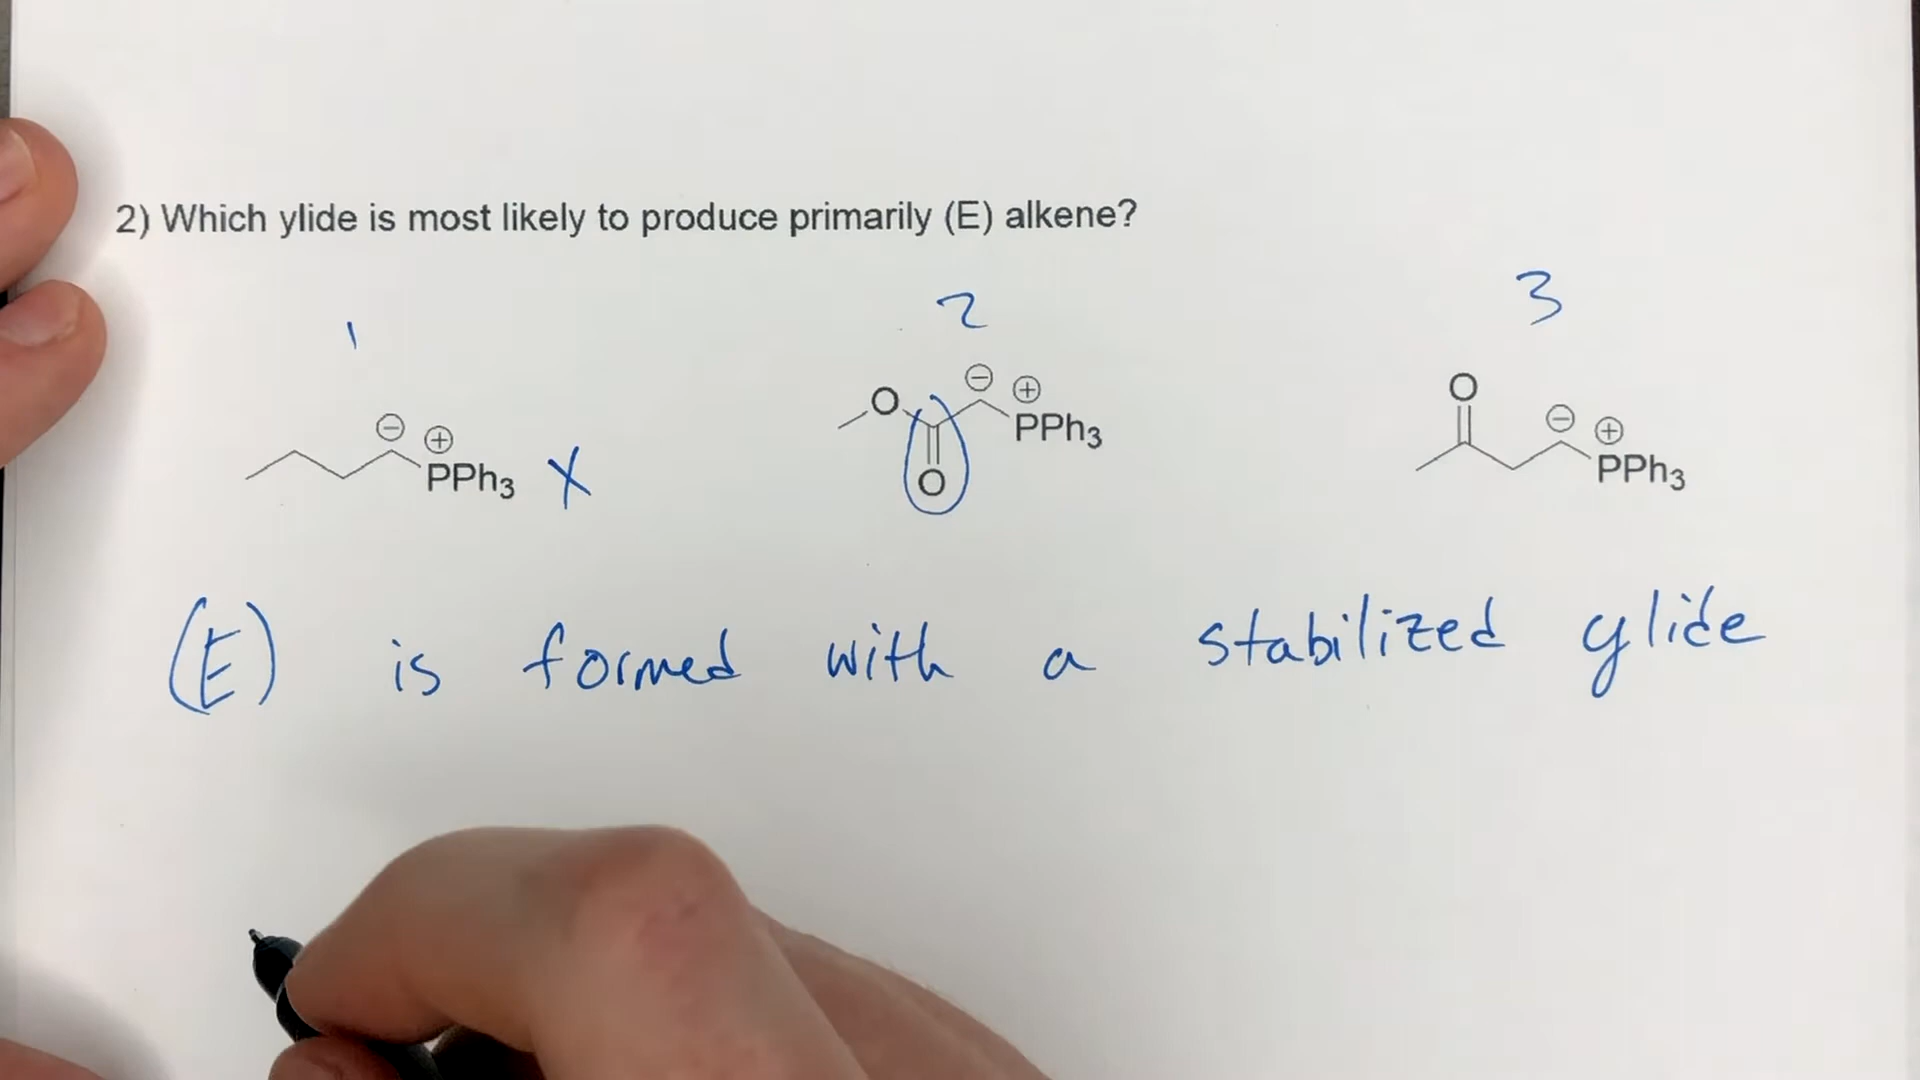 2) Which ylide is most likely to produce primarily (E) alkene?
1 2 3
O ⊖ ⊕ PPh3 O
⊖ ⊕ PPh3 X
O ⊖ ⊕ PPh3
(E) is formed with a stabilized ylide